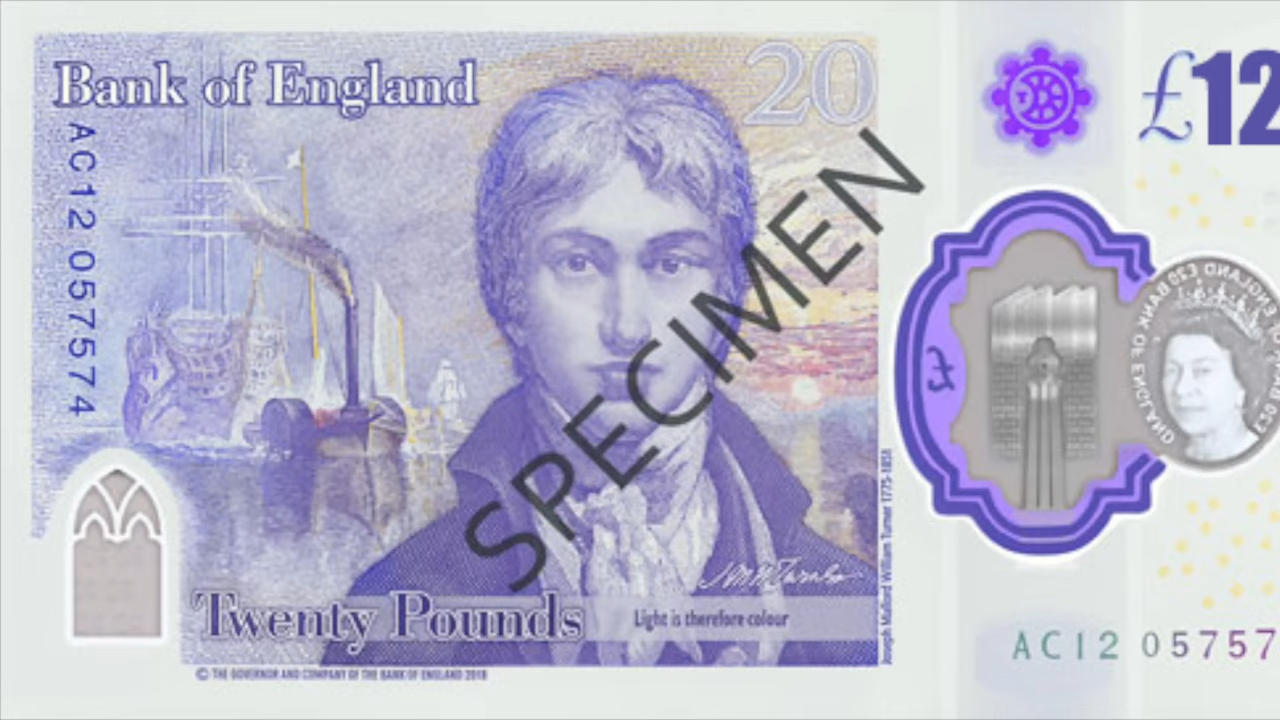 Bank of England
20
£12
AC12 057574
SPECIMEN
£
Joseph Mallord William Turner 1775-1851
Twenty Pounds
Light is therefore colour
AC12 05757
© THE GOVERNOR AND COMPANY OF THE BANK OF ENGLAND 2018